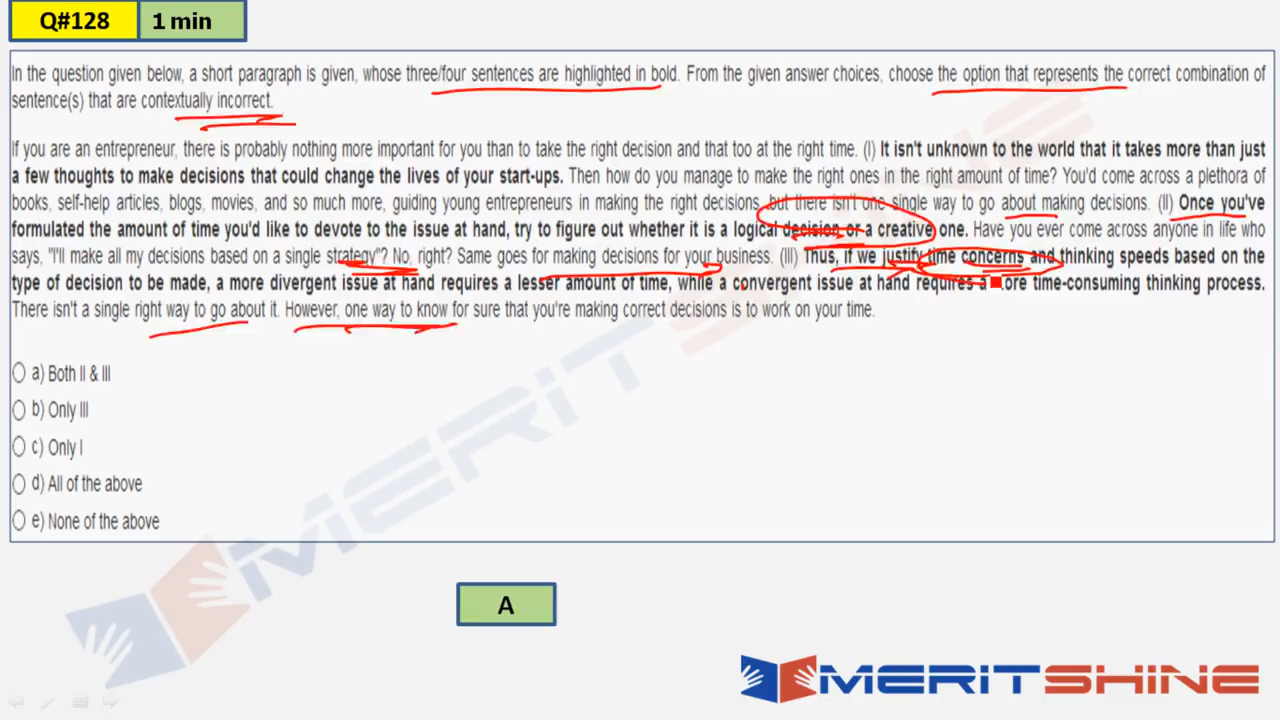 Q#128 1 min
In the question given below, a short paragraph is given, whose three/four sentences are highlighted in bold. From the given answer choices, choose the option that represents the correct combination of
sentence(s) that are contextually incorrect.
If you are an entrepreneur, there is probably nothing more important for you than to take the right decision and that too at the right time. (I) It isn't unknown to the world that it takes more than just
a few thoughts to make decisions that could change the lives of your start-ups. Then how do you manage to make the right ones in the right amount of time? You'd come across a plethora of
books, self-help articles, blogs, movies, and so much more, guiding young entrepreneurs in making the right decisions, but there isn't one single way to go about making decisions. (II) Once you've
formulated the amount of time you'd like to devote to the issue at hand, try to figure out whether it is a logical decision or a creative one. Have you ever come across anyone in life who
says, "I'll make all my decisions based on a single strategy"? No, right? Same goes for making decisions for your business. (III) Thus, if we justify time concerns and thinking speeds based on the
type of decision to be made, a more divergent issue at hand requires a lesser amount of time, while a convergent issue at hand requires a more time-consuming thinking process.
There isn't a single right way to go about it. However, one way to know for sure that you're making correct decisions is to work on your time.
a) Both II & III
b) Only III
c) Only I
d) All of the above
e) None of the above
A
MERITSHINE
MERITSHINE